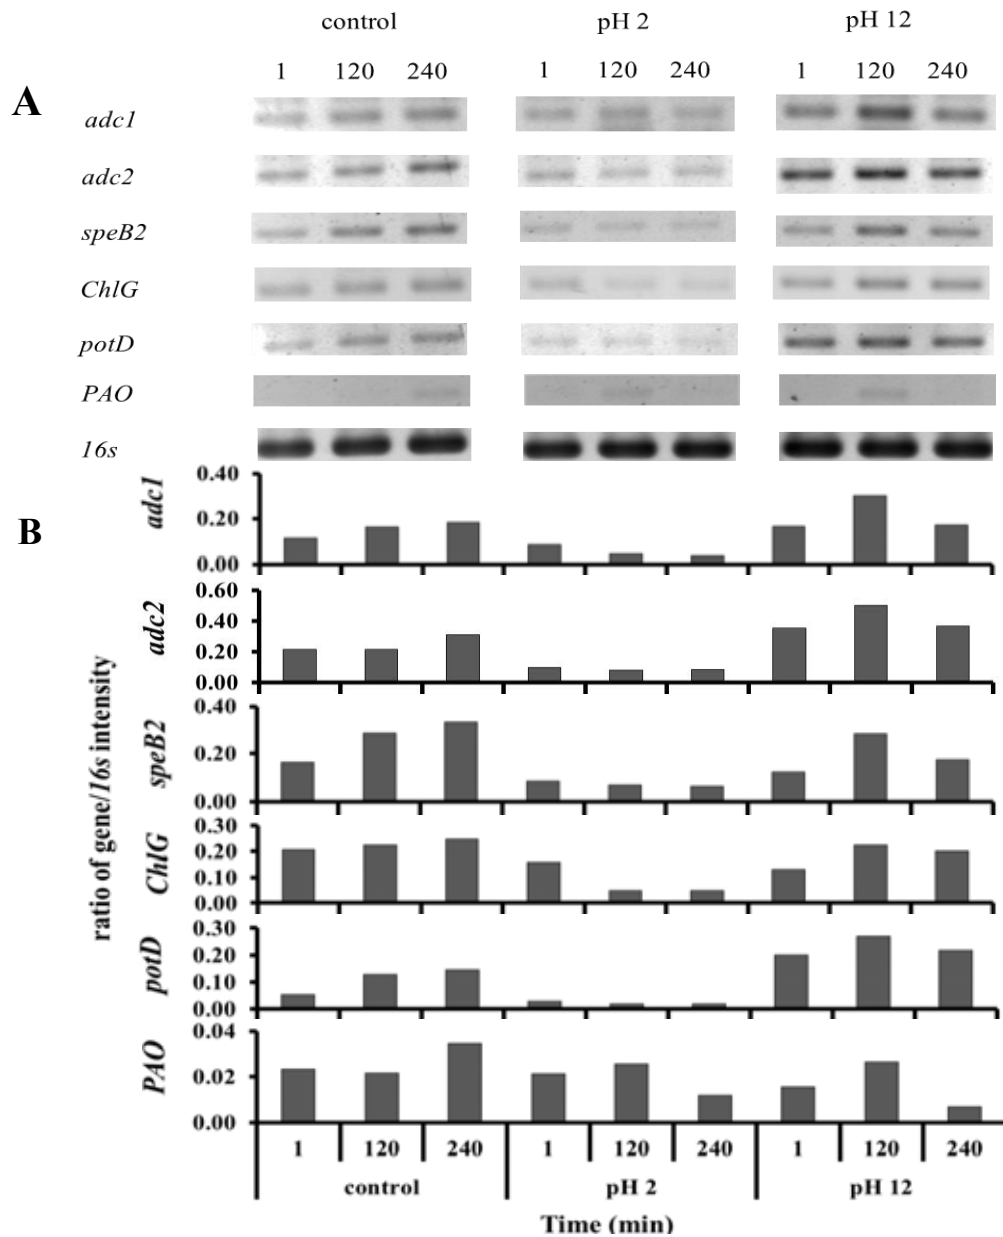 control pH 2 pH 12
1 120 240 1 120 240 1 120 240
A
adc1
adc2
speB2
ChlG
potD
PAO
16s
B
ratio of gene/16s intensity
adc1
0.40
0.20
0.00
adc2
0.60
0.40
0.20
0.00
speB2
0.40
0.20
0.00
ChlG
0.30
0.20
0.10
0.00
potD
0.30
0.20
0.10
0.00
PAO
0.04
0.02
0.00
1 120 240 1 120 240 1 120 240
control pH 2 pH 12
Time (min)